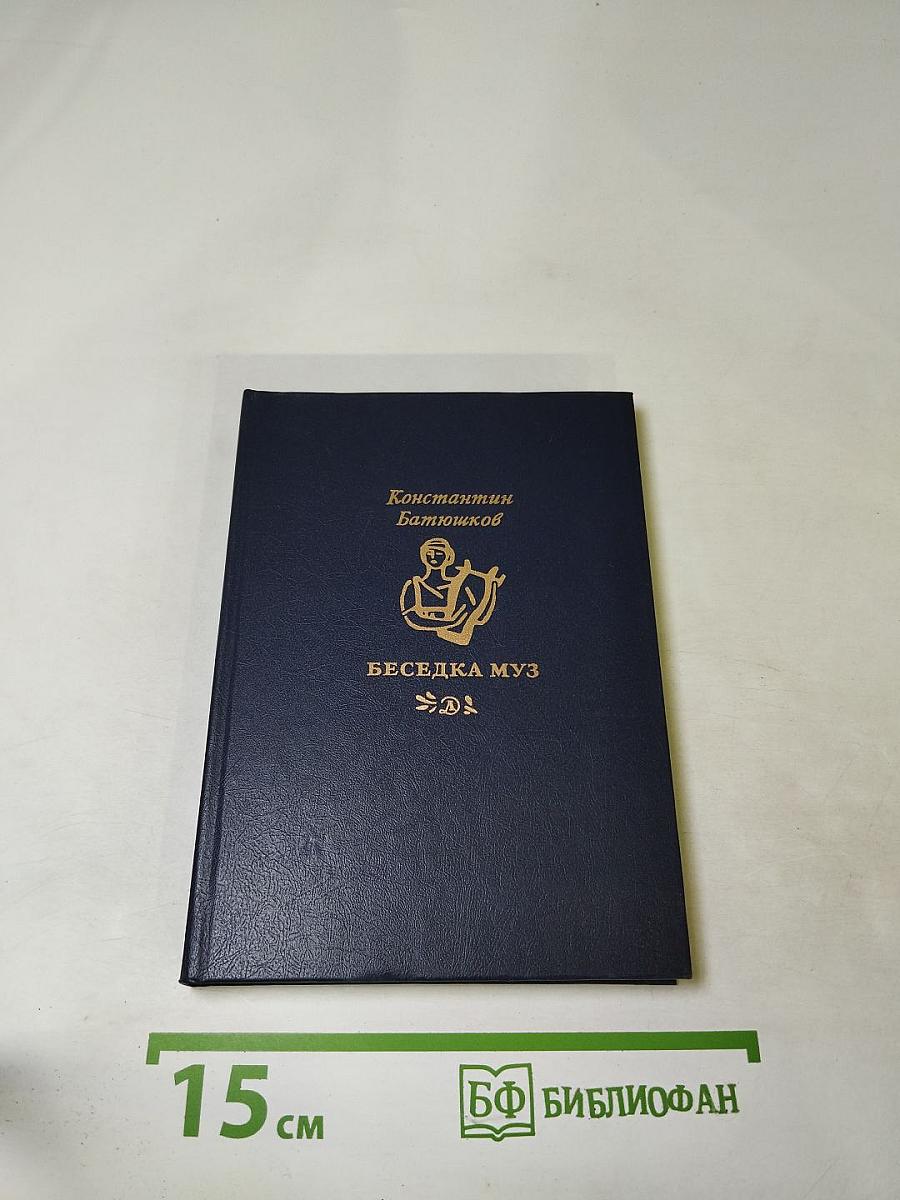 Константин
Батюшков
БЕСЕДКА МУЗ
15 см
БФ БИБЛИОФАН